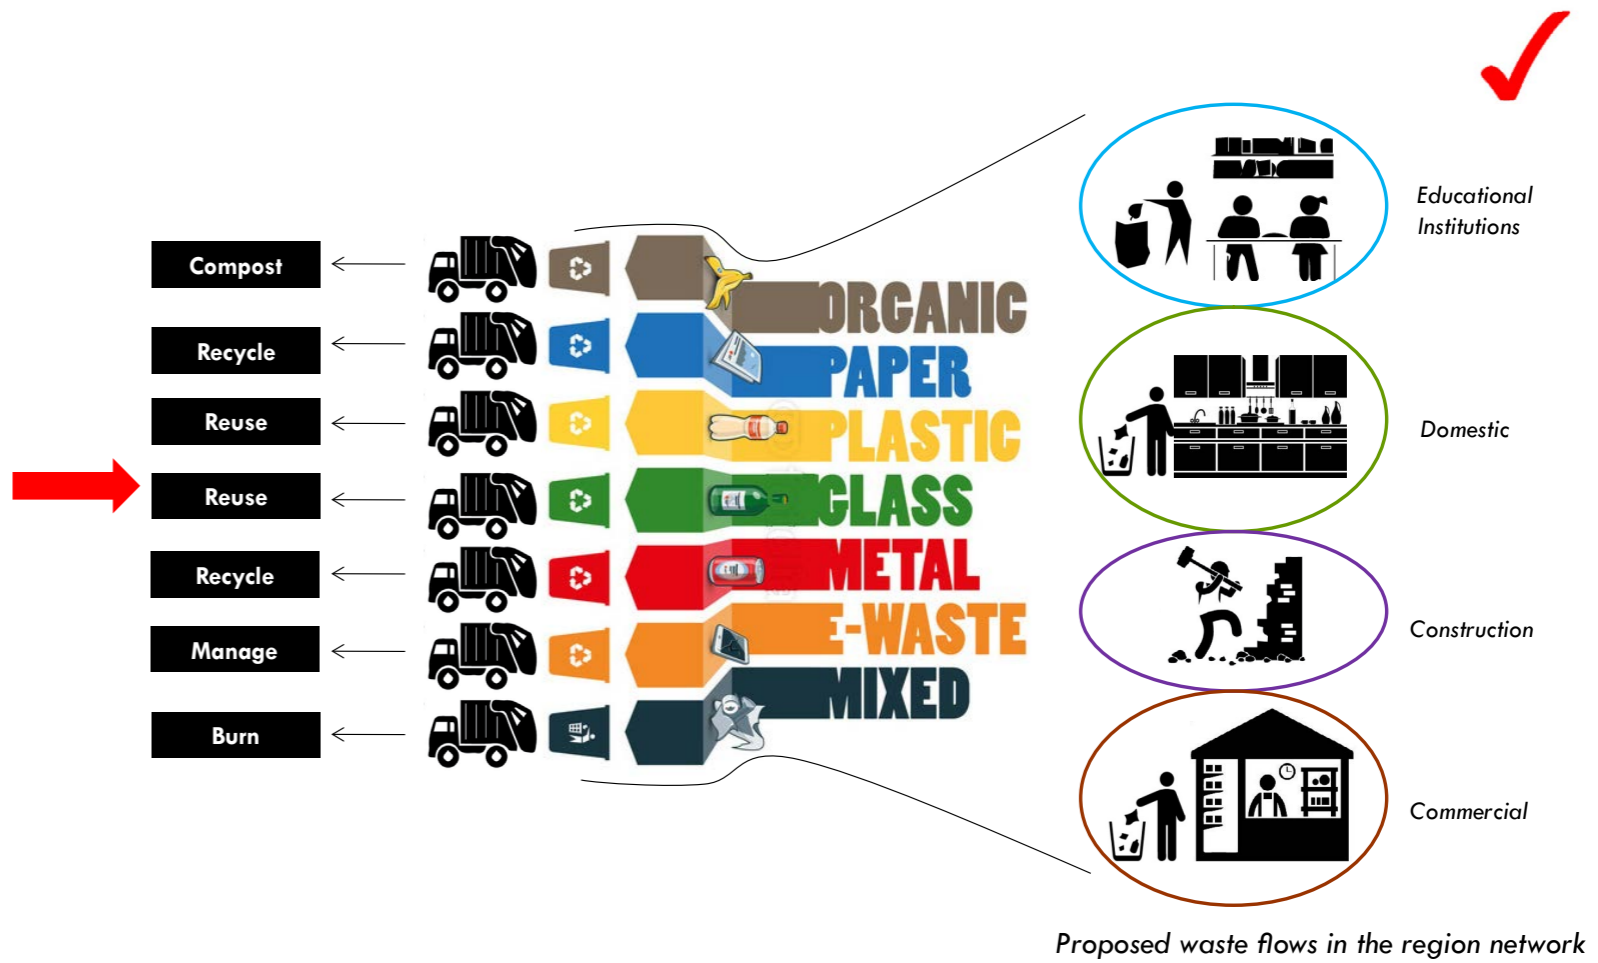 Educational
Institutions
Compost
ORGANIC
Recycle
PAPER
Reuse
PLASTIC
Domestic
Reuse
GLASS
Recycle
METAL
Manage
E-WASTE
Construction
Burn
MIXED
Commercial
Proposed waste flows in the region network